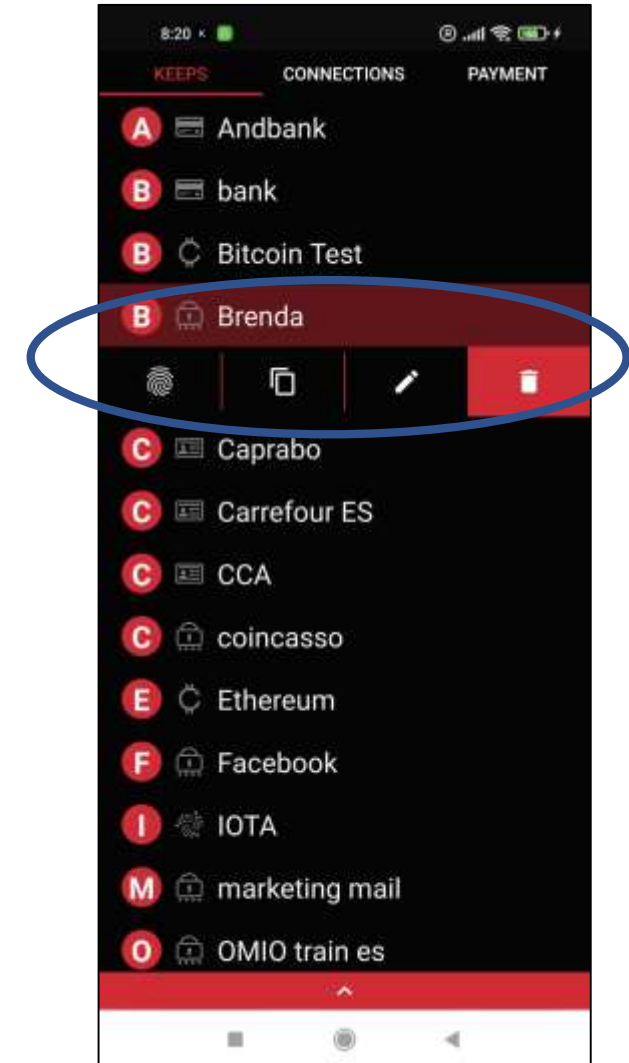 8:20
KEEPS CONNECTIONS PAYMENT
A Andbank
B bank
B Bitcoin Test
B Brenda
C Caprabo
C Carrefour ES
C CCA
C coincasso
E Ethereum
F Facebook
I IOTA
M marketing mail
O OMIO train es